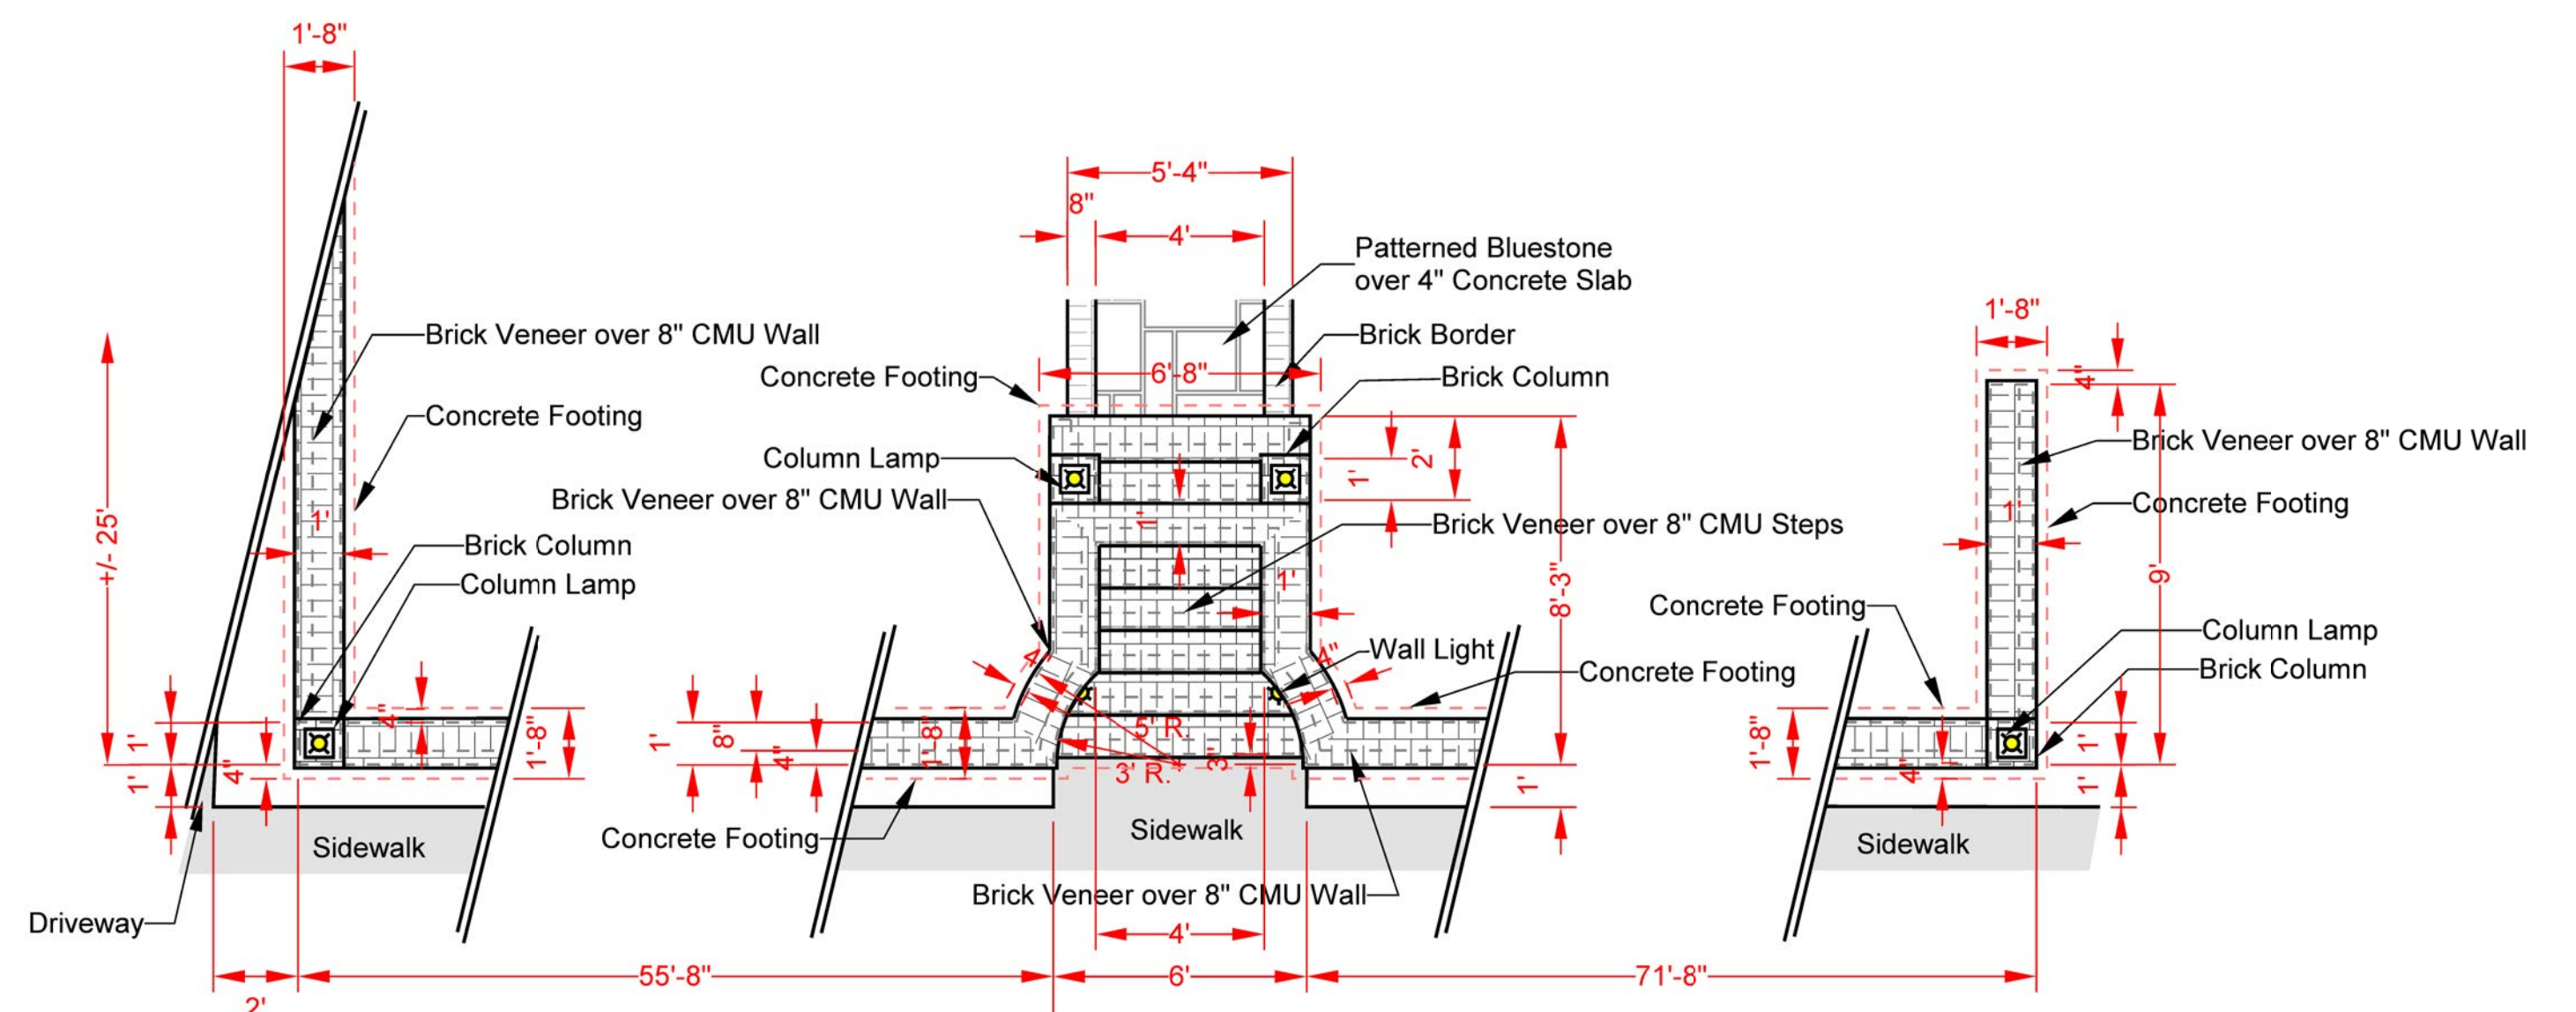 1'-8"
5'-4"
8"
4'
Patterned Bluestone
over 4" Concrete Slab
1'-8"
Brick Veneer over 8" CMU Wall
Brick Border
Concrete Footing
6'-8"
Brick Column
4"
Concrete Footing
Column Lamp
2'
1'
Brick Veneer over 8" CMU Wall
Brick Veneer over 8" CMU Wall
1'
1'
Brick Veneer over 8" CMU Steps
1'
Concrete Footing
+/- 25'
Brick Column
Column Lamp
1'
8'-3"
9'
Concrete Footing
Column Lamp
Brick Column
4"
4"
Wall Light
Concrete Footing
4"
1'
1'
4"
1'-8"
1'
8"
4"
1'-8"
5' R.
3' R.
3"
1'
1'-8"
4"
1'
1'
Sidewalk
Concrete Footing
Sidewalk
Sidewalk
Driveway
Brick Veneer over 8" CMU Wall
4'
2'
55'-8"
6'
71'-8"